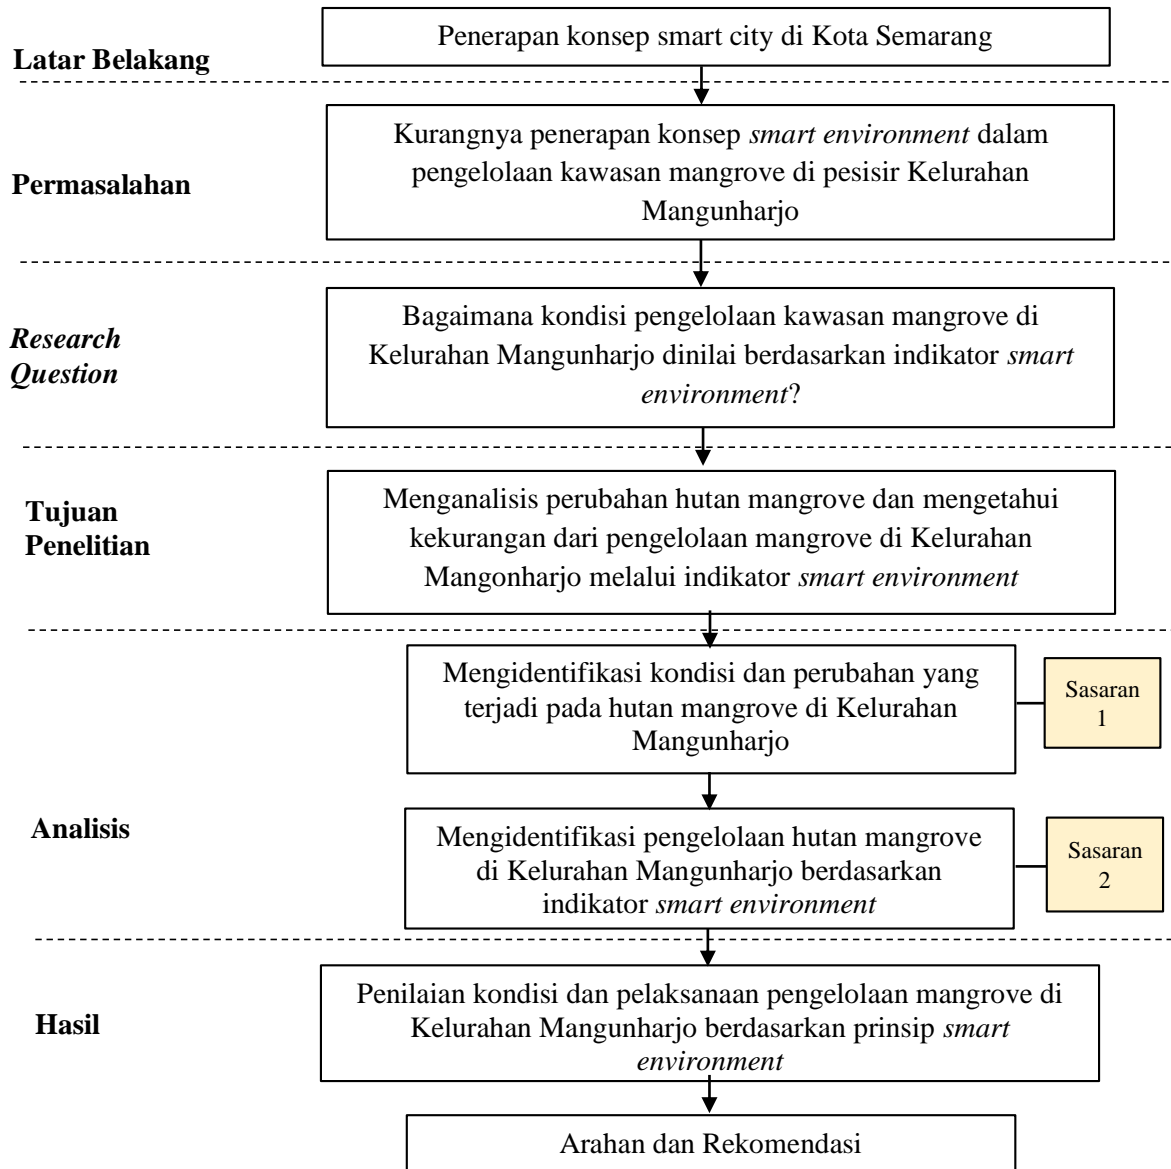 Latar Belakang
Penerapan konsep smart city di Kota Semarang
Permasalahan
Kurangnya penerapan konsep smart environment dalam
pengelolaan kawasan mangrove di pesisir Kelurahan
Mangunharjo
Research
Question
Bagaimana kondisi pengelolaan kawasan mangrove di
Kelurahan Mangunharjo dinilai berdasarkan indikator smart
environment?
Tujuan
Penelitian
Menganalisis perubahan hutan mangrove dan mengetahui
kekurangan dari pengelolaan mangrove di Kelurahan
Mangonharjo melalui indikator smart environment
Analisis
Mengidentifikasi kondisi dan perubahan yang
terjadi pada hutan mangrove di Kelurahan
Mangunharjo
Sasaran
1
Mengidentifikasi pengelolaan hutan mangrove
di Kelurahan Mangunharjo berdasarkan
indikator smart environment
Sasaran
2
Hasil
Penilaian kondisi dan pelaksanaan pengelolaan mangrove di
Kelurahan Mangunharjo berdasarkan prinsip smart
environment
Arahan dan Rekomendasi